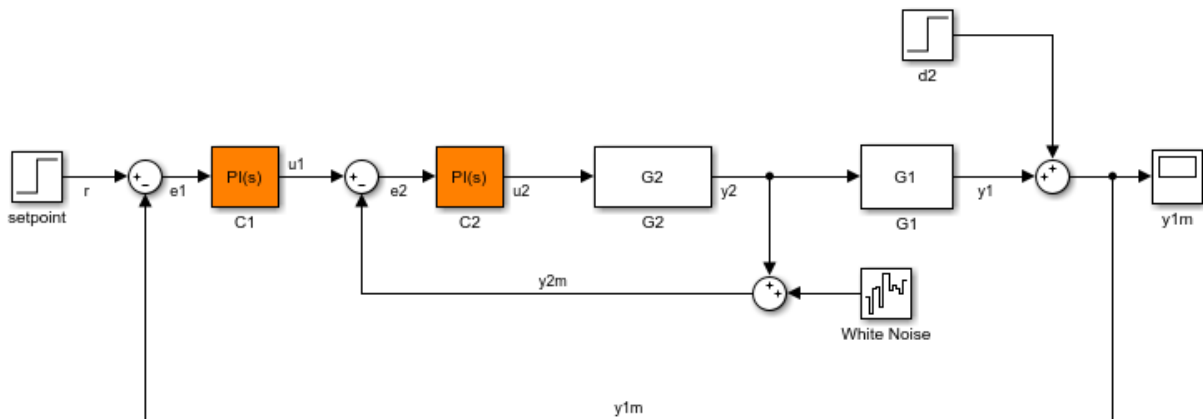 d2
setpoint
r
+
−
e1
PI(s)
C1
u1
+
−
e2
PI(s)
C2
u2
G2
G2
y2
G1
G1
y1
+
+
y1m
y2m
+
+
White Noise
y1m